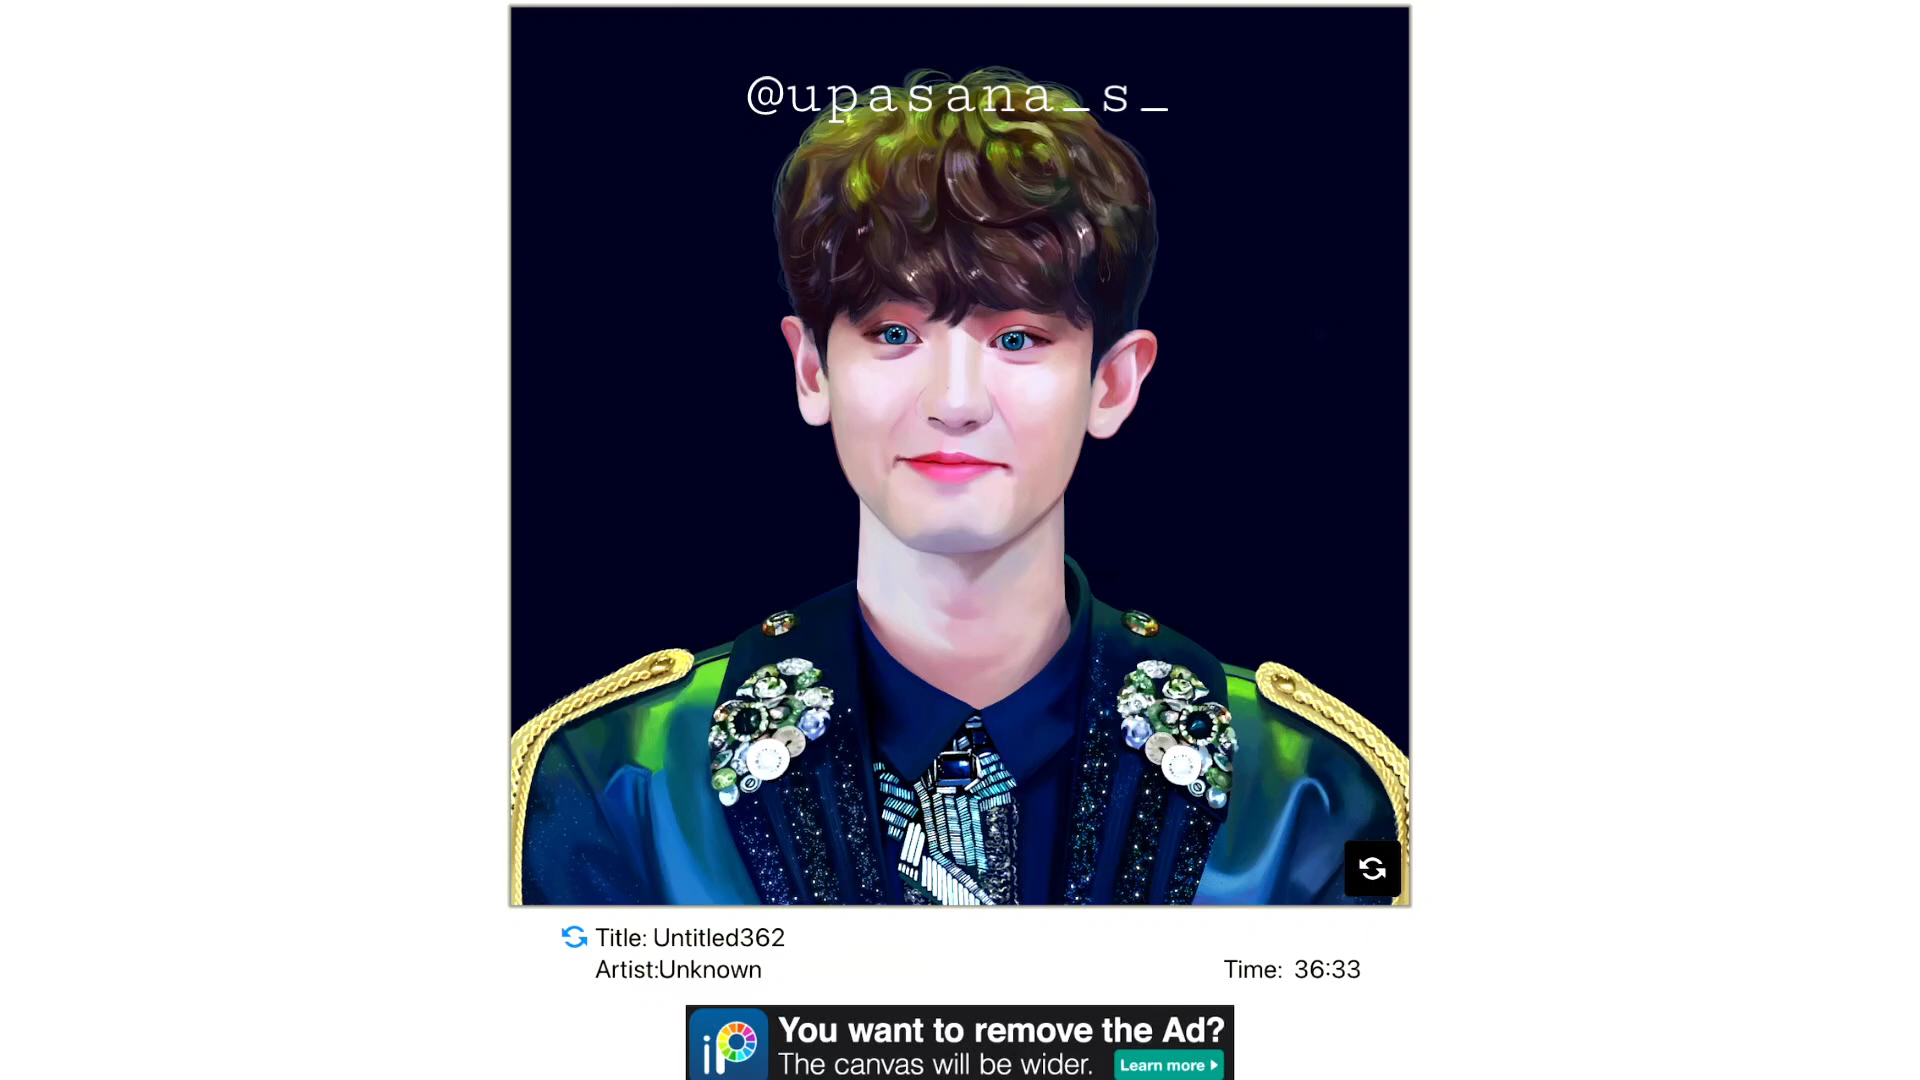 @upasana_s_
Title: Untitled362
Artist:Unknown
Time: 36:33
iP
You want to remove the Ad?
The canvas will be wider.
Learn more